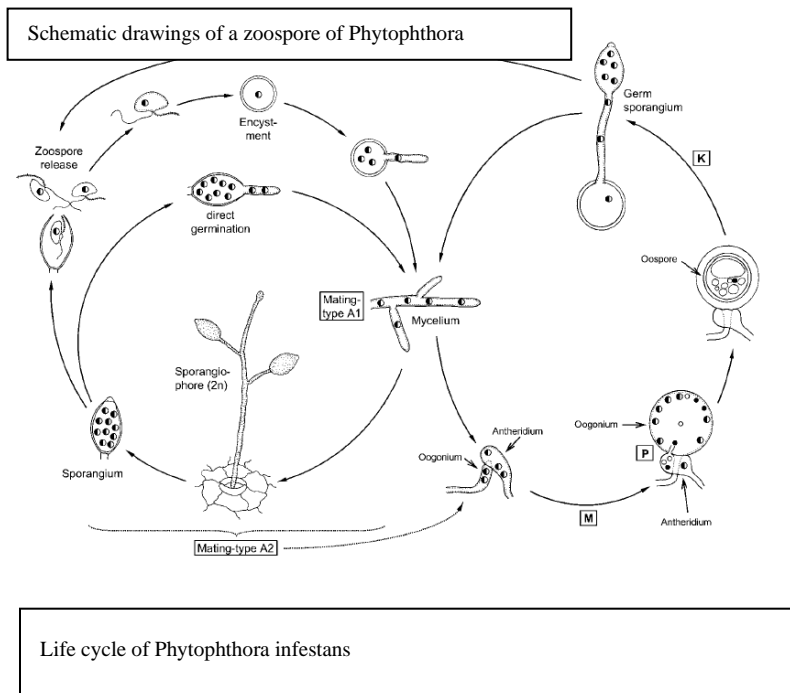 Schematic drawings of a zoospore of Phytophthora
Germ
sporangium
Encyst-
ment
Zoospore
release
K
direct
germination
Oospore
Mating-
type A1
Mycelium
Sporangio-
phore (2n)
Oogonium
Antheridium
Oogonium
P
Sporangium
M
Antheridium
Mating-type A2
Life cycle of Phytophthora infestans